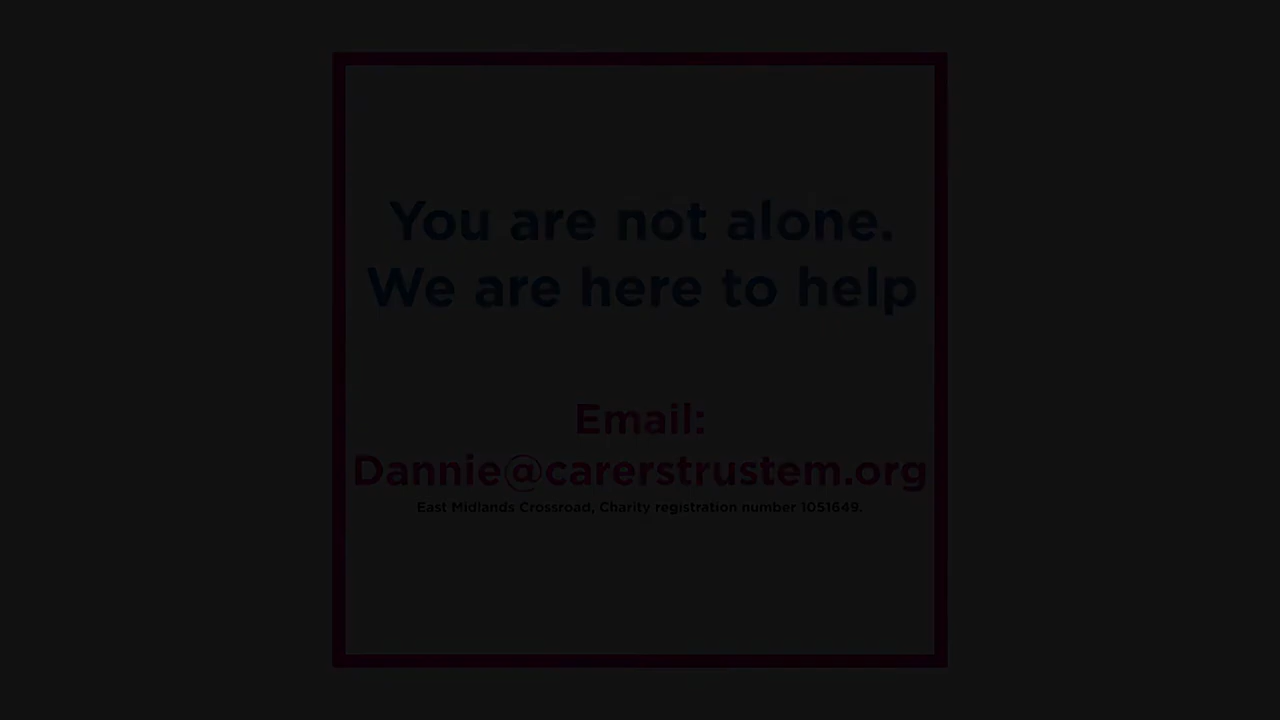 You are not alone.
We are here to help
Email:
Dannie@carerstrustem.org
East Midlands Crossroad, Charity registration number 1051649.